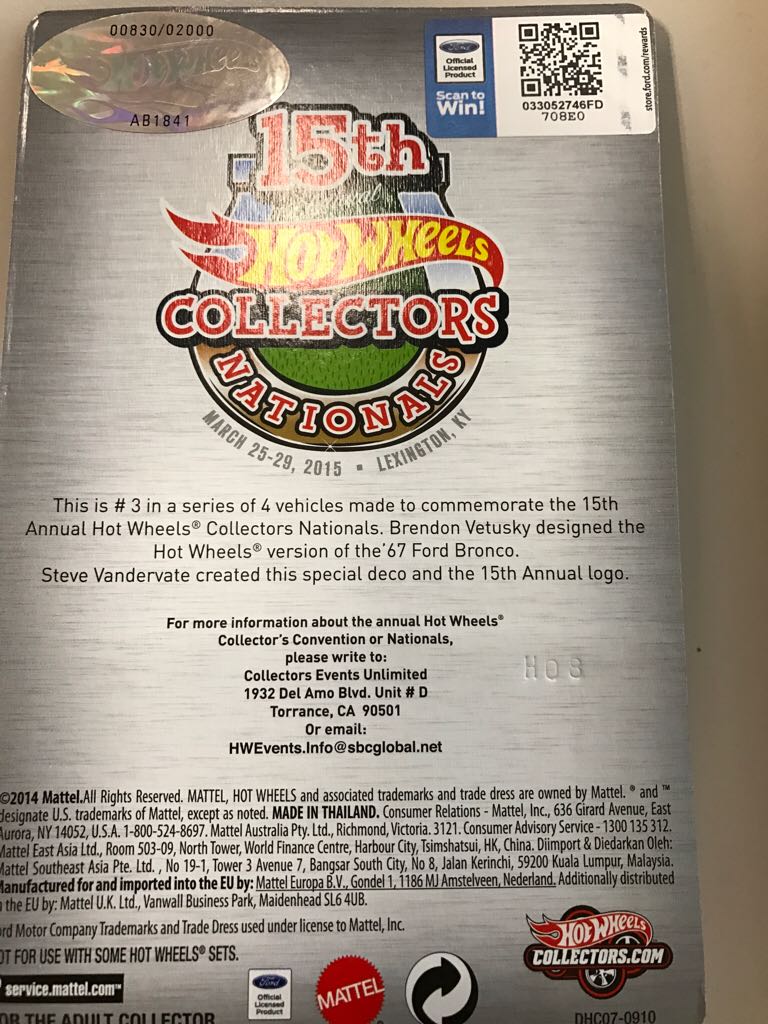 00830/02000
AB1841
Ford
Official
Licensed
Product
Scan to
Win!
033052746FD
708E0
store.ford.com/rewards
15th
HOT WHEELS
COLLECTORS
NATIONALS
MARCH 25-29, 2015 • LEXINGTON, KY
This is # 3 in a series of 4 vehicles made to commemorate the 15th
Annual Hot Wheels® Collectors Nationals. Brendon Vetusky designed the
Hot Wheels® version of the'67 Ford Bronco.
Steve Vandervate created this special deco and the 15th Annual logo.
For more information about the annual Hot Wheels®
Collector's Convention or Nationals,
please write to:
Collectors Events Unlimited
1932 Del Amo Blvd. Unit # D
Torrance, CA 90501
Or email:
HWEvents.Info@sbcglobal.net
H08
©2014 Mattel.All Rights Reserved. MATTEL, HOT WHEELS and associated trademarks and trade dress are owned by Mattel. ® and ™
designate U.S. trademarks of Mattel, except as noted. MADE IN THAILAND. Consumer Relations - Mattel, Inc., 636 Girard Avenue, East
Aurora, NY 14052, U.S.A. 1-800-524-8697. Mattel Australia Pty. Ltd., Richmond, Victoria. 3121. Consumer Advisory Service - 1300 135 312.
Mattel East Asia Ltd., Room 503-09, North Tower, World Finance Centre, Harbour City, Tsimshatsui, HK, China. Diimport & Diedarkan Oleh:
Mattel Southeast Asia Pte. Ltd. , No 19-1, Tower 3 Avenue 7, Bangsar South City, No 8, Jalan Kerinchi, 59200 Kuala Lumpur, Malaysia.
Manufactured for and imported into the EU by: Mattel Europa B.V., Gondel 1, 1186 MJ Amstelveen, Nederland. Additionally distributed
n the EU by: Mattel U.K. Ltd., Vanwall Business Park, Maidenhead SL6 4UB.
ord Motor Company Trademarks and Trade Dress used under license to Mattel, Inc.
OT FOR USE WITH SOME HOT WHEELS® SETS.
service.mattel.com™
OR THE ADULT COLLECTOR
Ford
Official
Licensed
Product
MATTEL
HOT WHEELS
COLLECTORS.COM
DHC07-0910